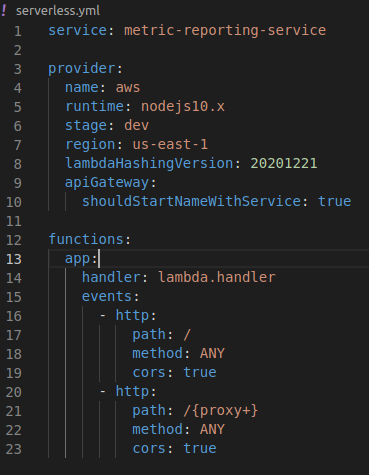 ! serverless.yml
1 service: metric-reporting-service
2
3 provider:
4   name: aws
5   runtime: nodejs10.x
6   stage: dev
7   region: us-east-1
8   lambdaHashingVersion: 20201221
9   apiGateway:
10     shouldStartNameWithService: true
11
12 functions:
13   app:
14     handler: lambda.handler
15     events:
16       - http:
17           path: /
18           method: ANY
19           cors: true
20       - http:
21           path: /{proxy+}
22           method: ANY
23           cors: true